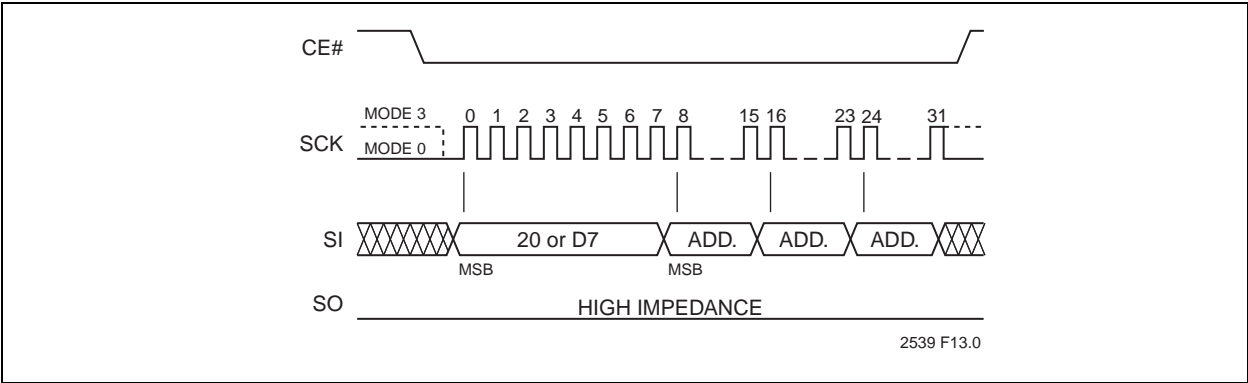 CE#
MODE 3 0 1 2 3 4 5 6 7 8 15 16 23 24 31
SCK MODE 0
SI 20 or D7 ADD. ADD. ADD.
MSB MSB
SO HIGH IMPEDANCE
2539 F13.0